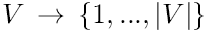 V → {1, ..., |V|}